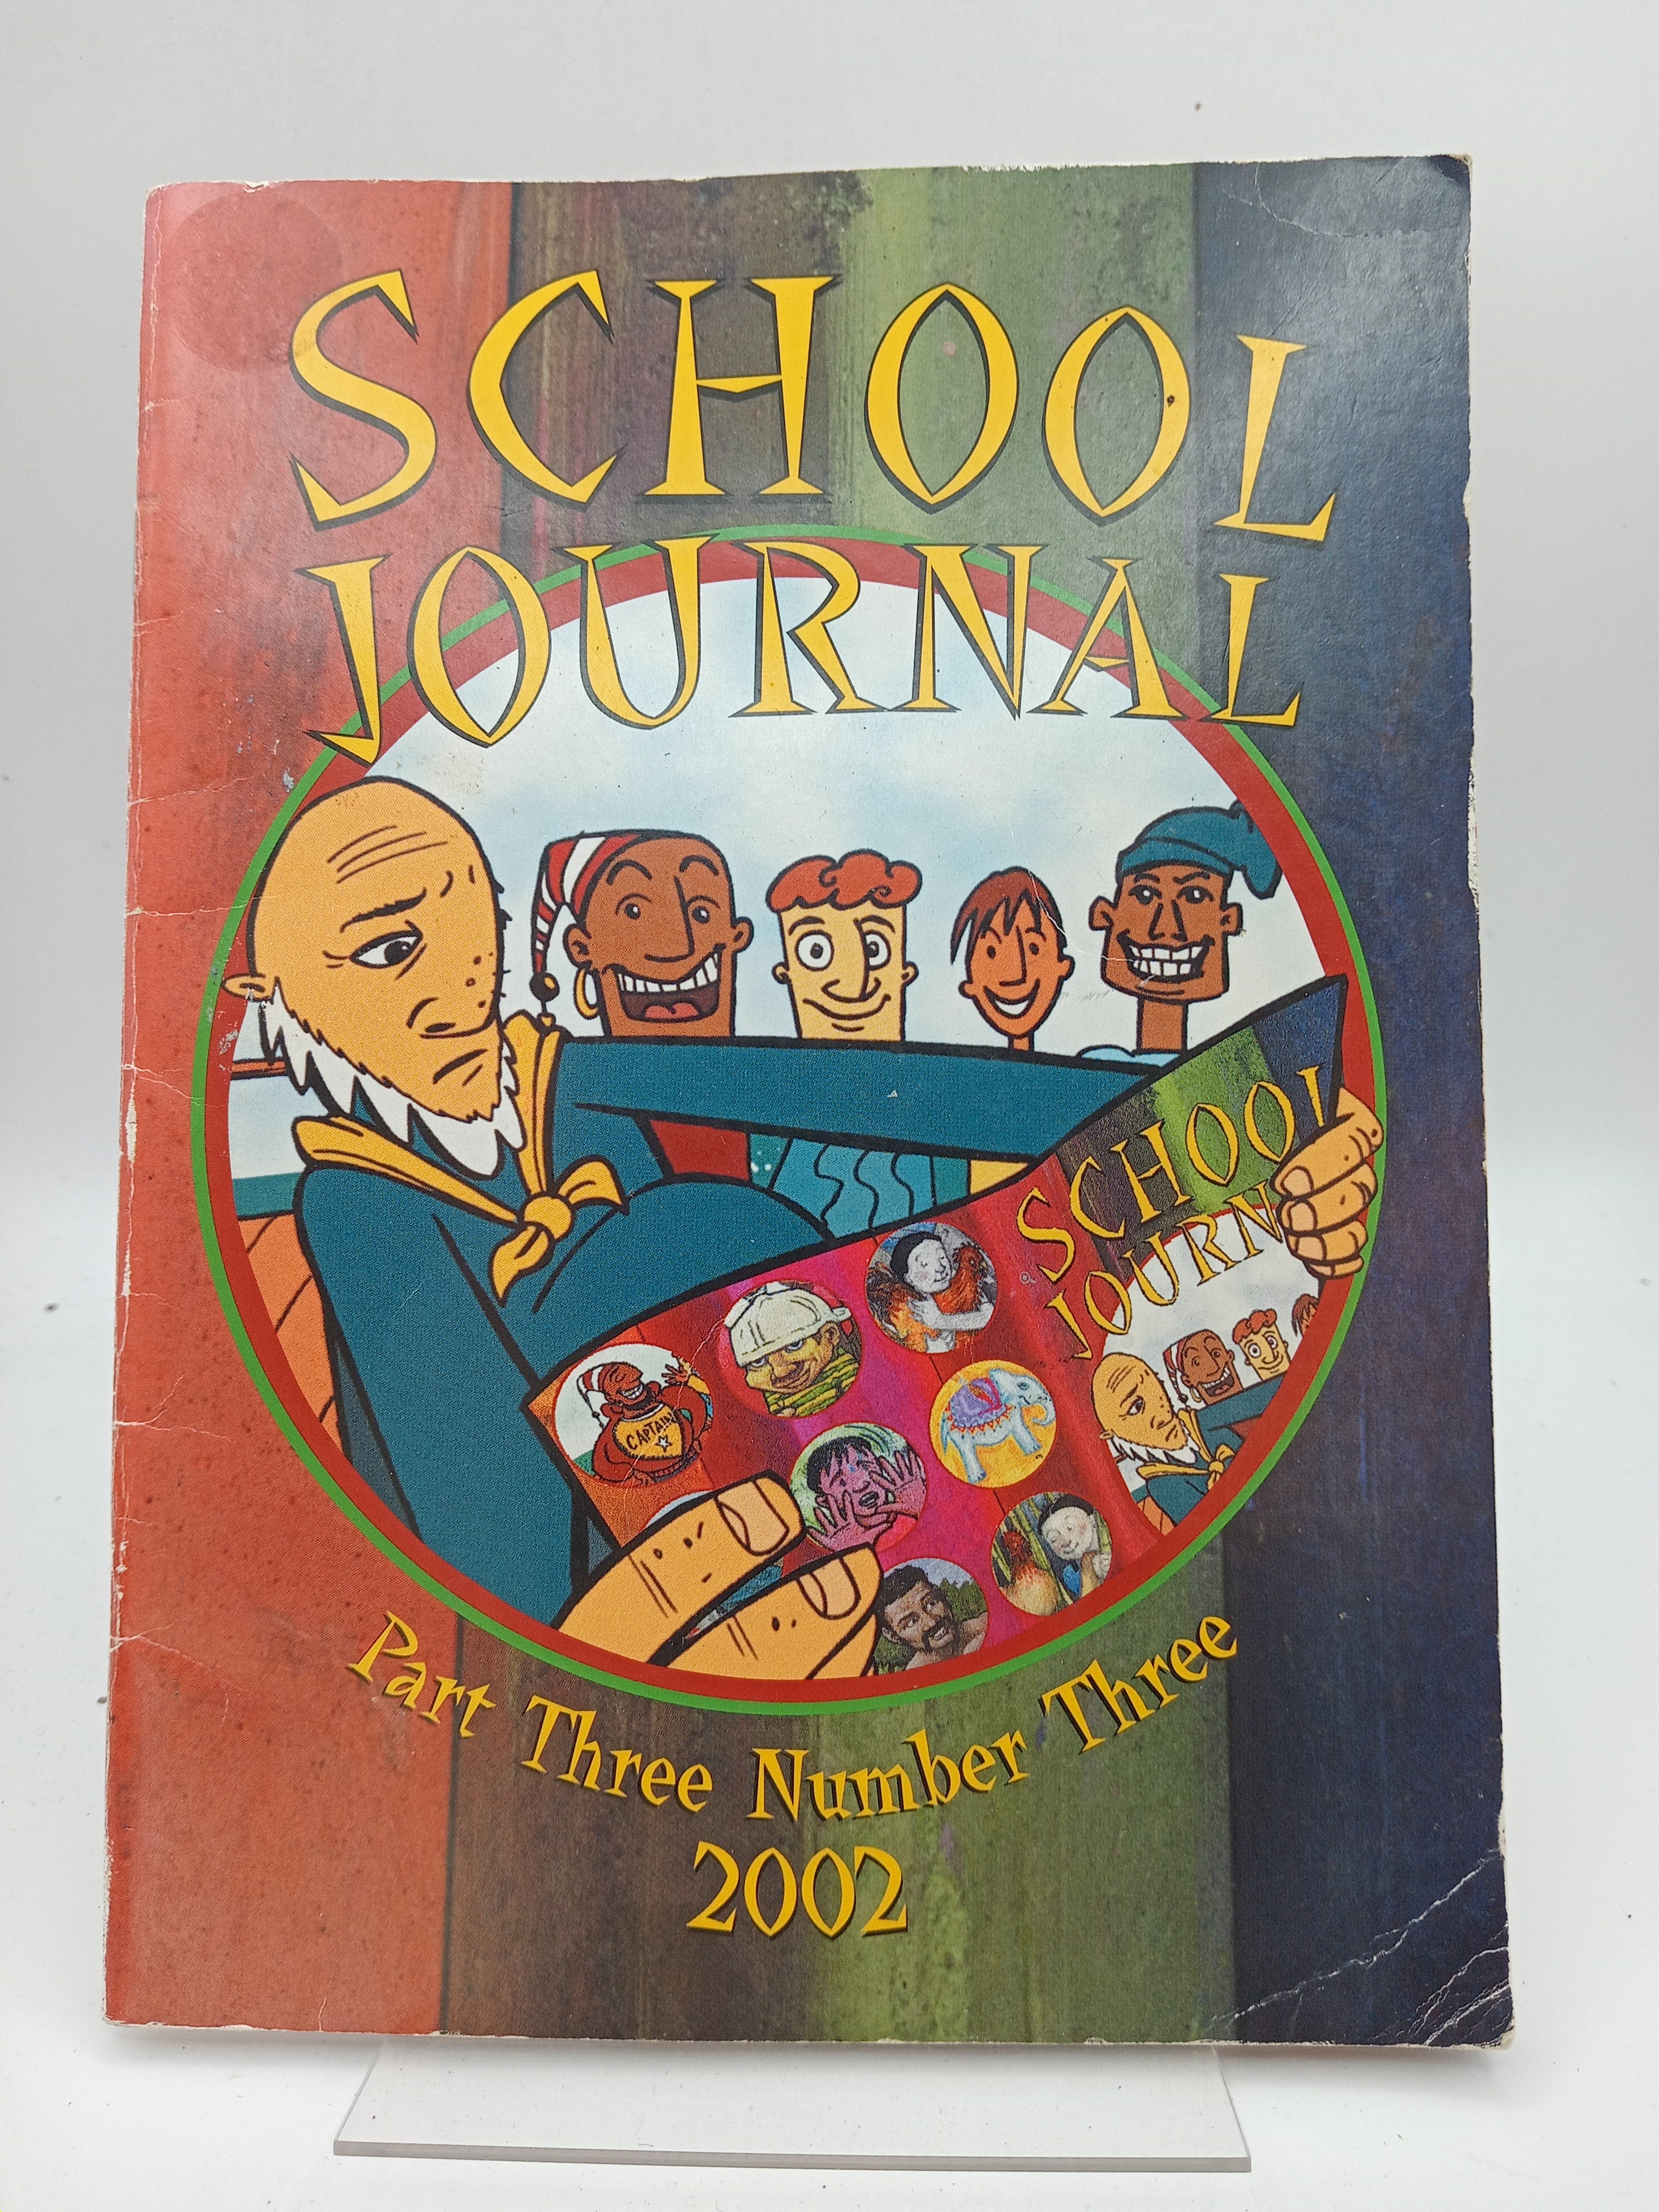 SCHOOL
JOURNAL
SCHOOL
JOURN
CAPTAIN
Part Three Number Three
2002